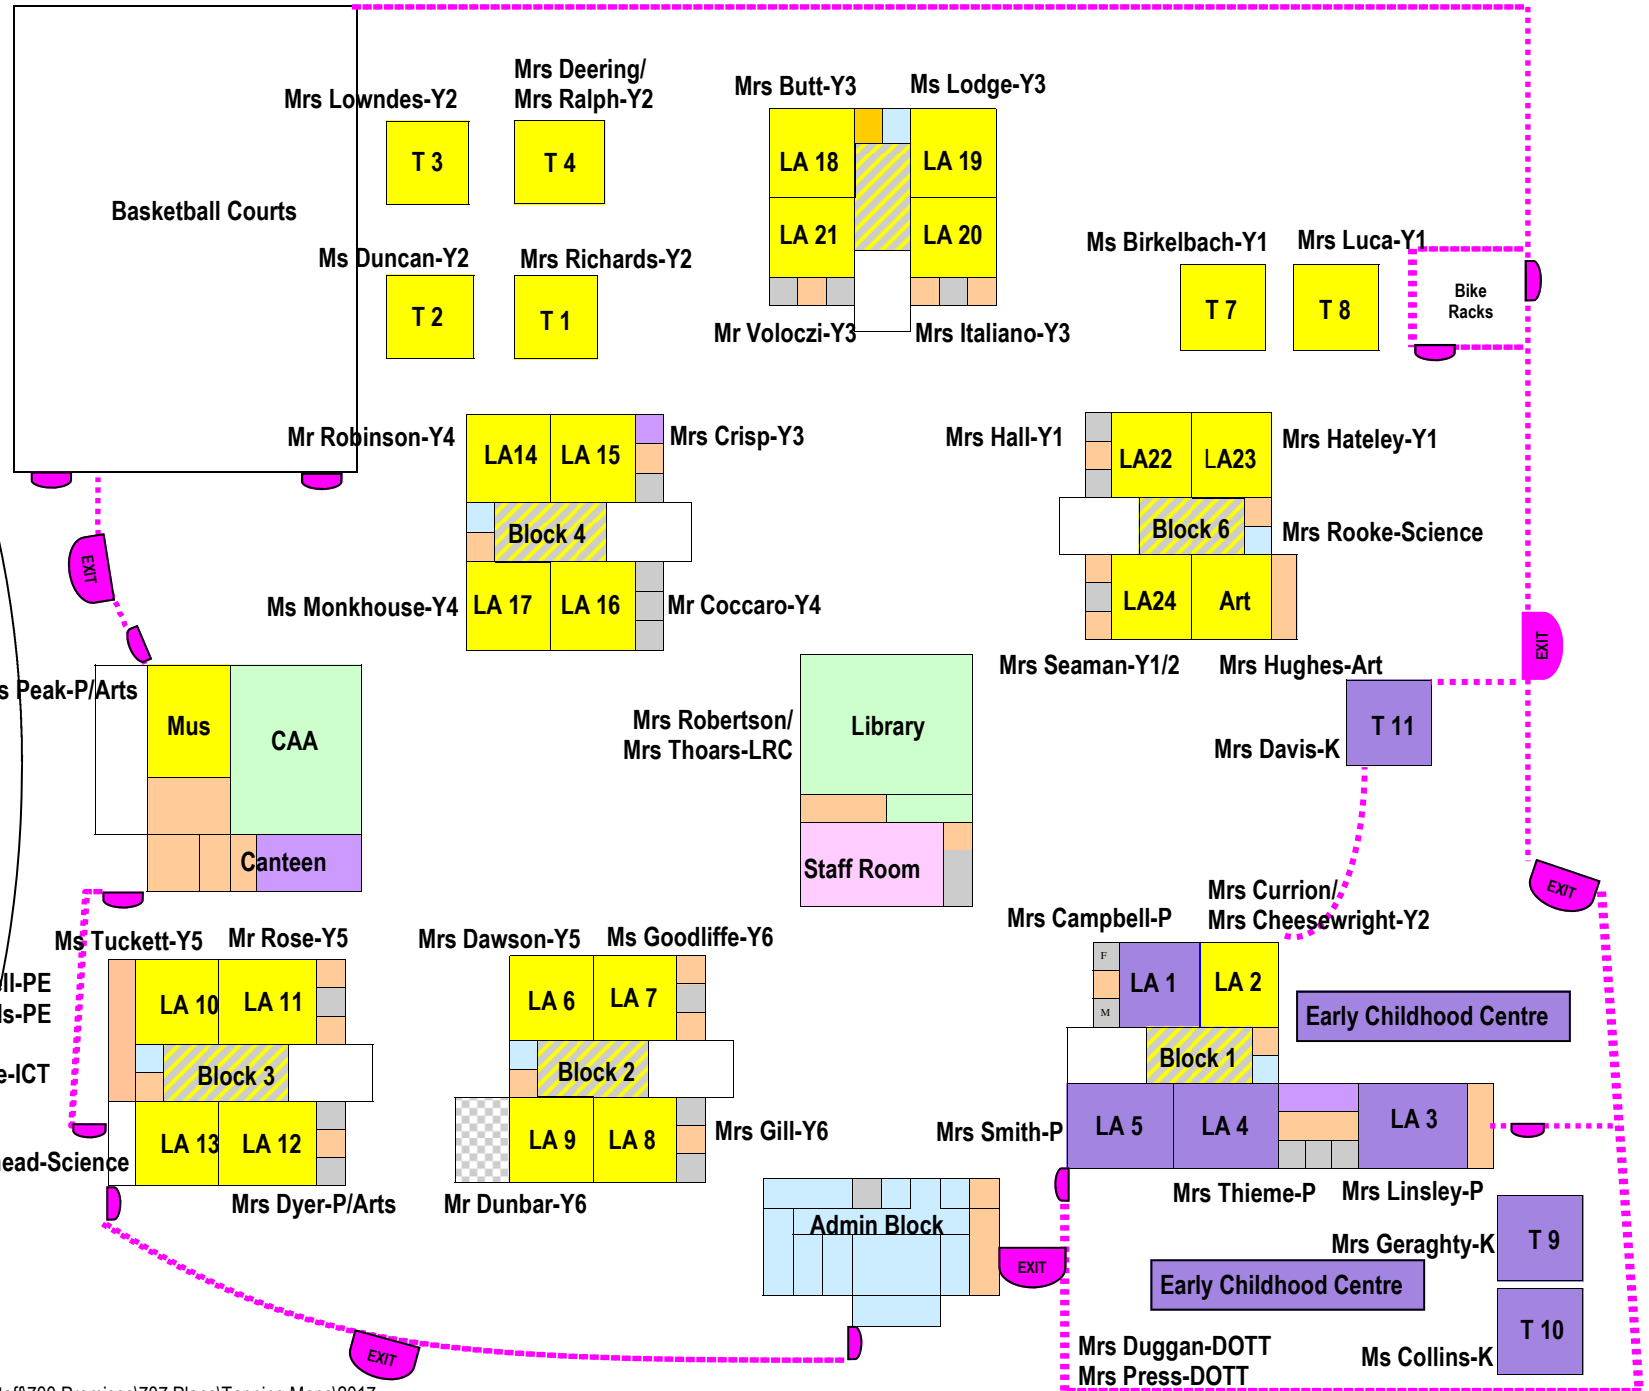 Mrs Deering/
Mrs Ralph-Y2
Mrs Lowndes-Y2
Mrs Butt-Y3
Ms Lodge-Y3
T 3
T 4
LA 18
LA 19
Basketball Courts
LA 21
LA 20
Ms Duncan-Y2
Mrs Richards-Y2
Ms Birkelbach-Y1
Mrs Luca-Y1
T 2
T 1
T 7
T 8
Bike
Racks
Mr Voloczi-Y3
Mrs Italiano-Y3
Mr Robinson-Y4
LA14
LA 15
Mrs Crisp-Y3
Mrs Hall-Y1
LA22
LA23
Mrs Hateley-Y1
Block 4
Block 6
Mrs Rooke-Science
EXIT
Ms Monkhouse-Y4
LA 17
LA 16
Mr Coccaro-Y4
LA24
Art
EXIT
Mrs Seaman-Y1/2
Mrs Hughes-Art
s Peak-P/Arts
Mus
CAA
Mrs Robertson/
Mrs Thoars-LRC
Library
T 11
Mrs Davis-K
Canteen
Staff Room
EXIT
Mrs Currion/
Mrs Cheesewright-Y2
Mrs Campbell-P
Ms Tuckett-Y5
Mr Rose-Y5
Mrs Dawson-Y5
Ms Goodliffe-Y6
F
M
LA 1
LA 2
ll-PE
ls-PE
LA 10
LA 11
LA 6
LA 7
Early Childhood Centre
e-ICT
Block 3
Block 2
Block 1
LA 13
LA 12
LA 9
LA 8
Mrs Gill-Y6
Mrs Smith-P
LA 5
LA 4
LA 3
ead-Science
Mrs Dyer-P/Arts
Mr Dunbar-Y6
Mrs Thieme-P
Mrs Linsley-P
Admin Block
Mrs Geraghty-K
T 9
EXIT
Early Childhood Centre
T 10
EXIT
Mrs Duggan-DOTT
Mrs Press-DOTT
Ms Collins-K